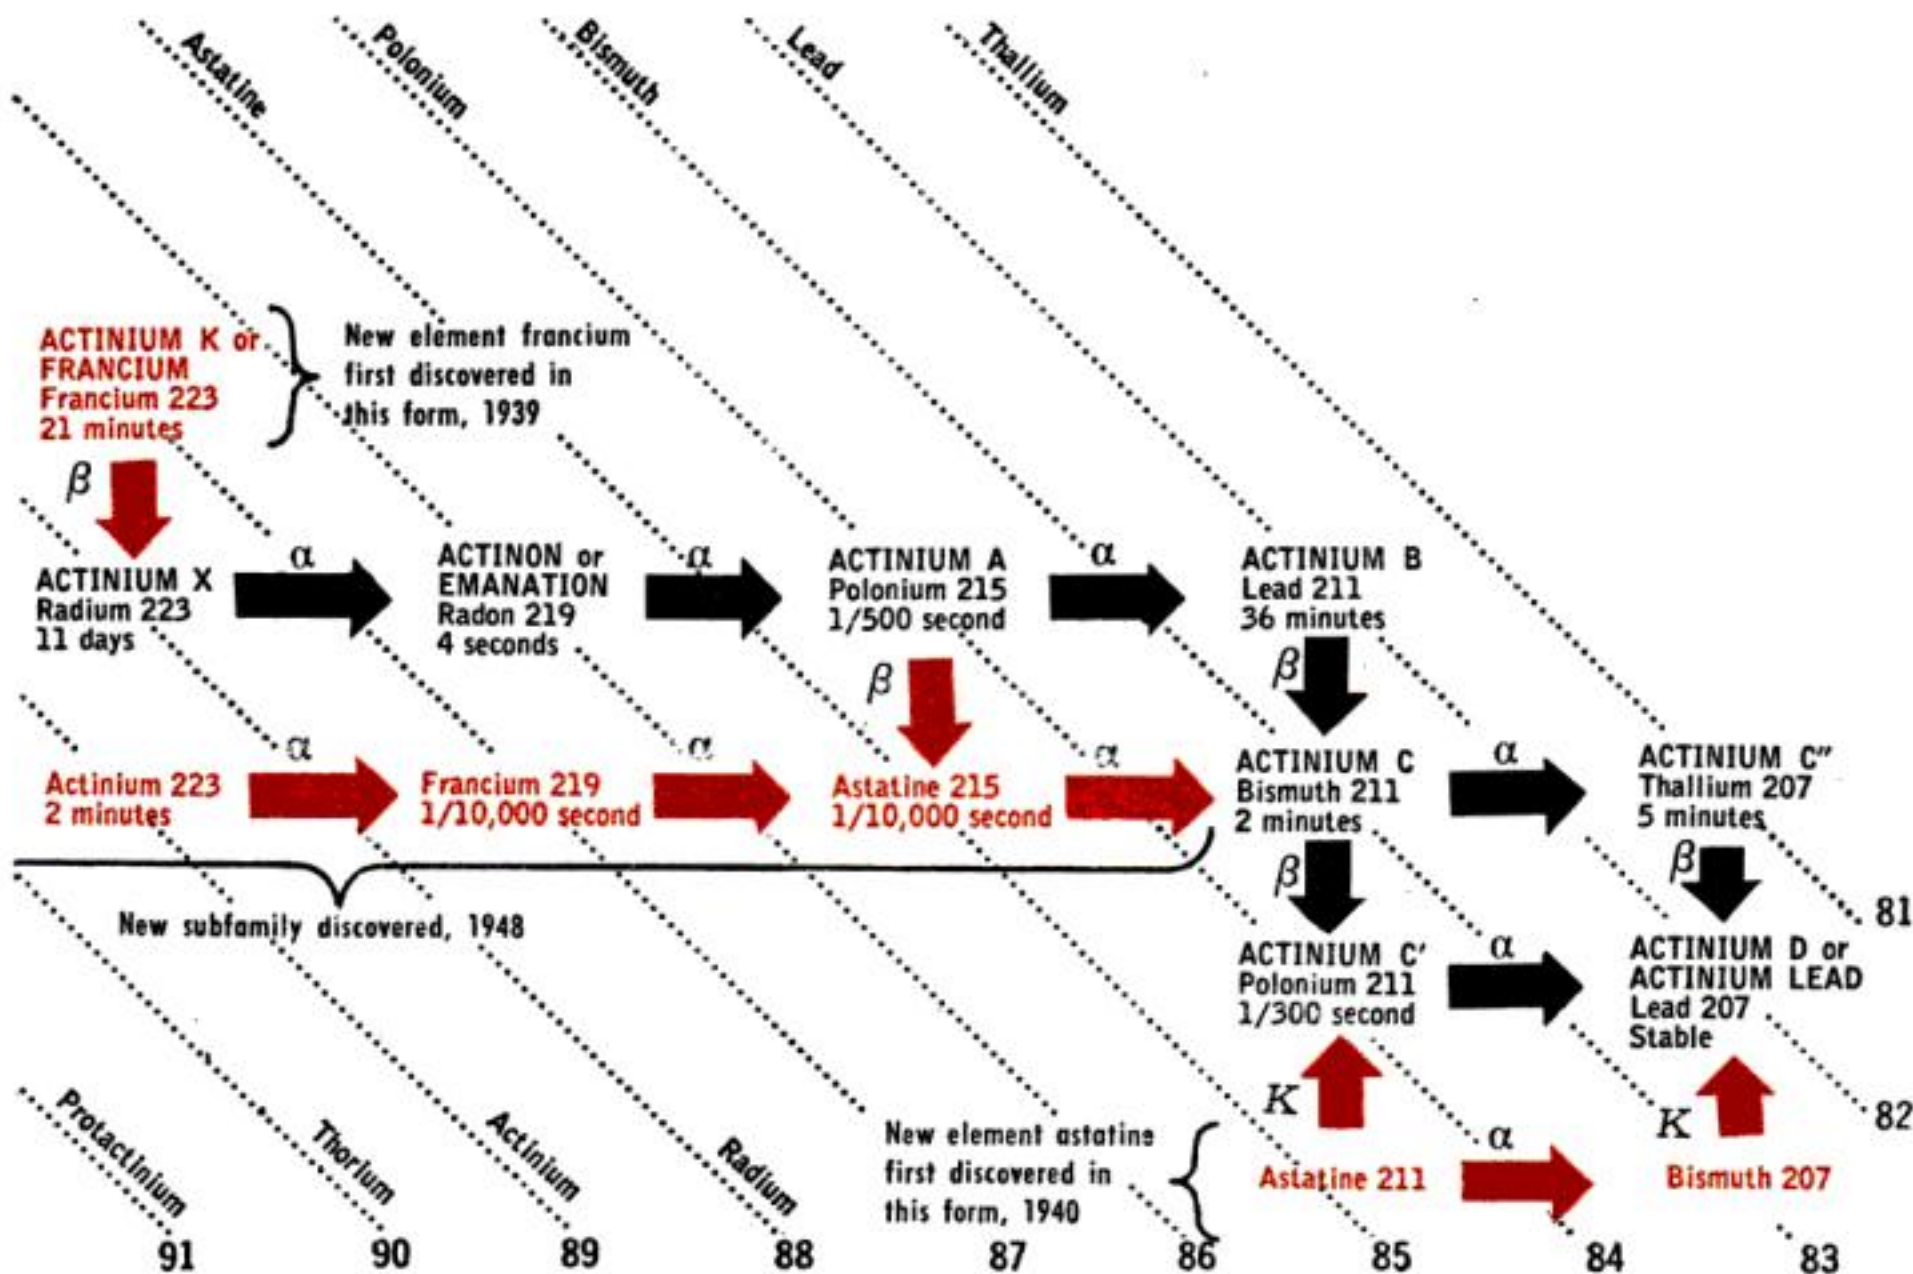 Astatine
Polonium
Bismuth
Lead
Thallium
ACTINIUM K or
FRANCIUM
Francium 223
21 minutes
New element francium
first discovered in
this form, 1939
β
ACTINIUM X
Radium 223
11 days
α
ACTINON or
EMANATION
Radon 219
4 seconds
α
ACTINIUM A
Polonium 215
1/500 second
α
ACTINIUM B
Lead 211
36 minutes
β
β
Actinium 223
2 minutes
α
Francium 219
1/10,000 second
α
Astatine 215
1/10,000 second
α
ACTINIUM C
Bismuth 211
2 minutes
α
ACTINIUM C″
Thallium 207
5 minutes
β
β
New subfamily discovered, 1948
ACTINIUM C′
Polonium 211
1/300 second
α
ACTINIUM D or
ACTINIUM LEAD
Lead 207
Stable
81
82
K
K
New element astatine
first discovered in
this form, 1940
Astatine 211
α
Bismuth 207
Protactinium
Thorium
Actinium
Radium
91
90
89
88
87
86
85
84
83